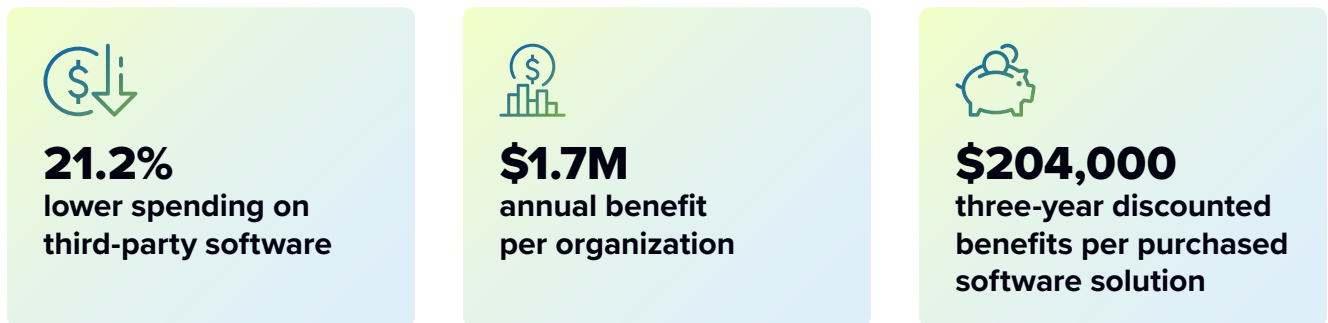 21.2%
lower spending on
third-party software
$1.7M
annual benefit
per organization
$204,000
three-year discounted
benefits per purchased
software solution